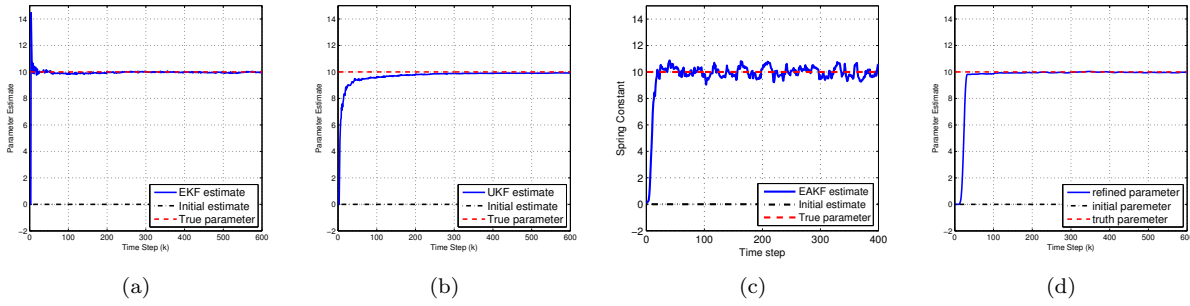 14
12
10
8
6
4
2
0
−2
0
100
200
300
400
500
600
Parameter Estimate
Time Step (k)
EKF estimate
Initial estimate
True parameter
(a)
14
12
10
8
6
4
2
0
−2
0
100
200
300
400
500
600
Parameter Estimate
Time Step (k)
UKF estimate
Initial estimate
True parameter
(b)
14
12
10
8
6
4
2
0
−2
0
100
200
300
400
Spring Constant
Time step
EAKF estimate
Initial estimate
True parameter
(c)
14
12
10
8
6
4
2
0
−2
0
100
200
300
400
500
600
Parameter Estimate
Time Step (k)
refined parameter
initial paremeter
truth paremeter
(d)